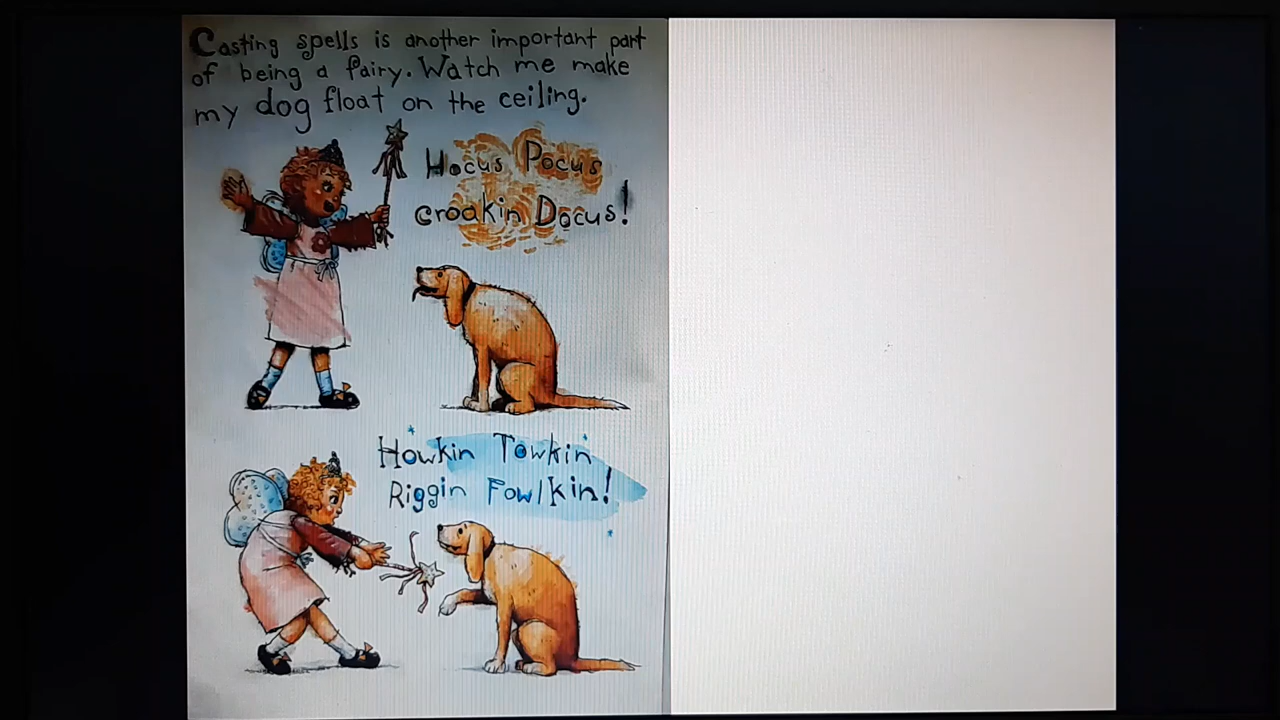 Casting spells is another important part
of being a fairy. Watch me make
my dog float on the ceiling.
Hocus Pocus
Croakin Docus!
Howkin Towkin
Riggin Fowlkin!